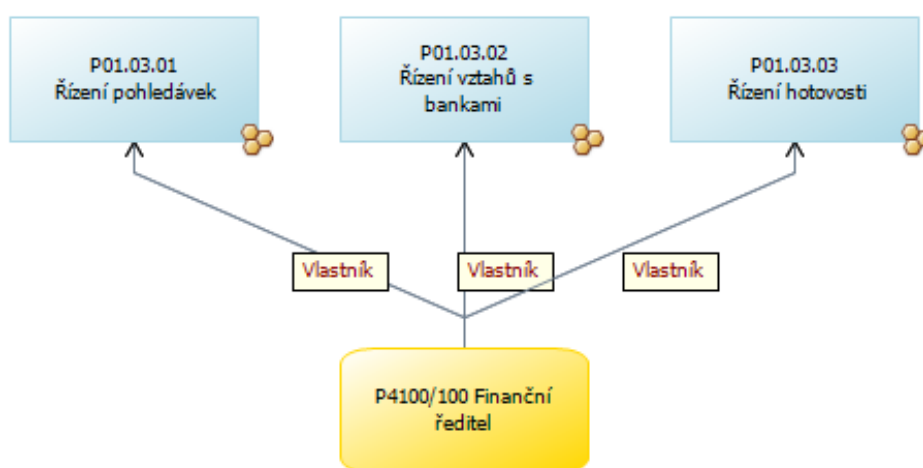 P01.03.01
Řízení pohledávek
P01.03.02
Řízení vztahů s
bankami
P01.03.03
Řízení hotovosti
Vlastník
Vlastník
Vlastník
P4100/100 Finanční
ředitel